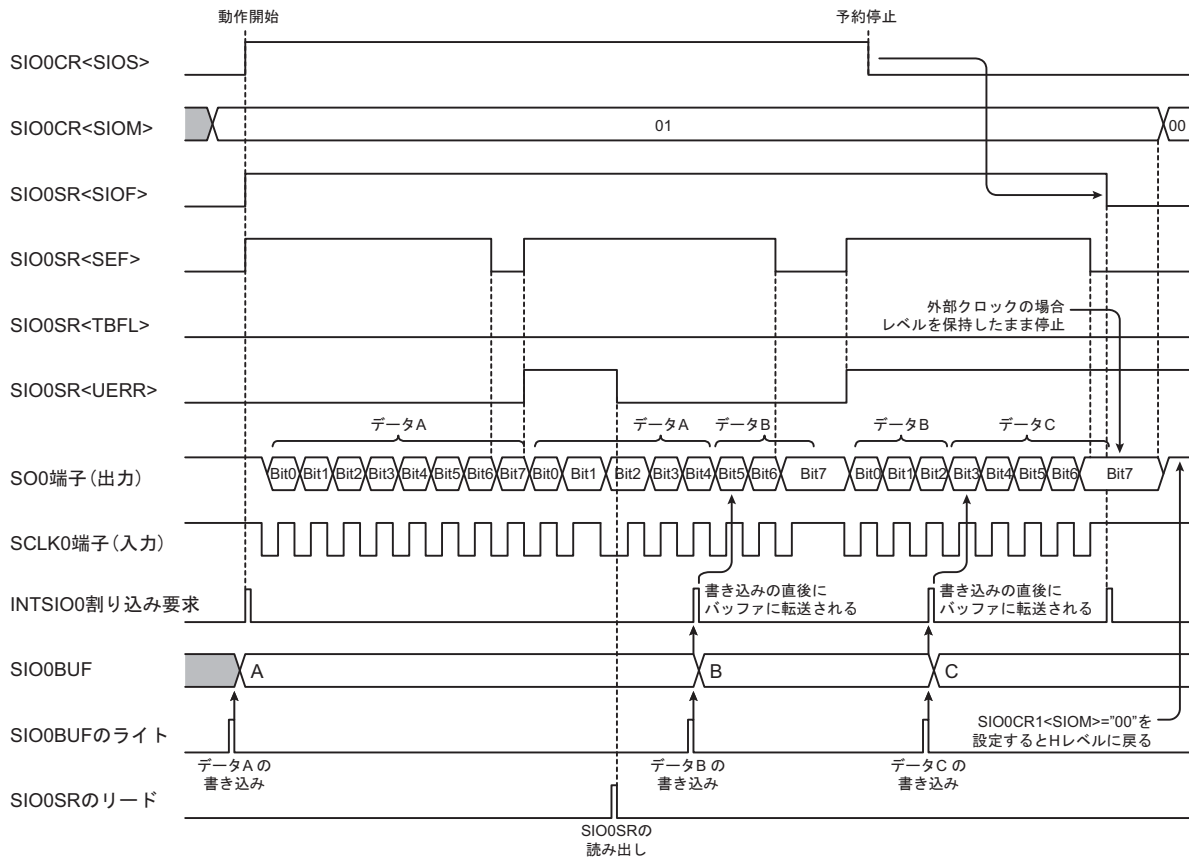 動作開始
予約停止
SIO0CR<SIOS>
SIO0CR<SIOM>
01
00
SIO0SR<SIOF>
SIO0SR<SEF>
外部クロックの場合
レベルを保持したまま停止
SIO0SR<TBFL>
SIO0SR<UERR>
データA
データA
データB
データB
データC
SO0端子(出力)
Bit0 Bit1 Bit2 Bit3 Bit4 Bit5 Bit6 Bit7 Bit0 Bit1 Bit2 Bit3 Bit4 Bit5 Bit6 Bit7 Bit0 Bit1 Bit2 Bit3 Bit4 Bit5 Bit6 Bit7
SCLK0端子(入力)
INTSIO0割り込み要求
書き込みの直後に
バッファに転送される
書き込みの直後に
バッファに転送される
SIO0BUF
A
B
C
SIO0BUFのライト
SIO0CR1<SIOM>="00"を
設定するとHレベルに戻る
データA の
書き込み
データB の
書き込み
データC の
書き込み
SIO0SRのリード
SIO0SRの
読み出し